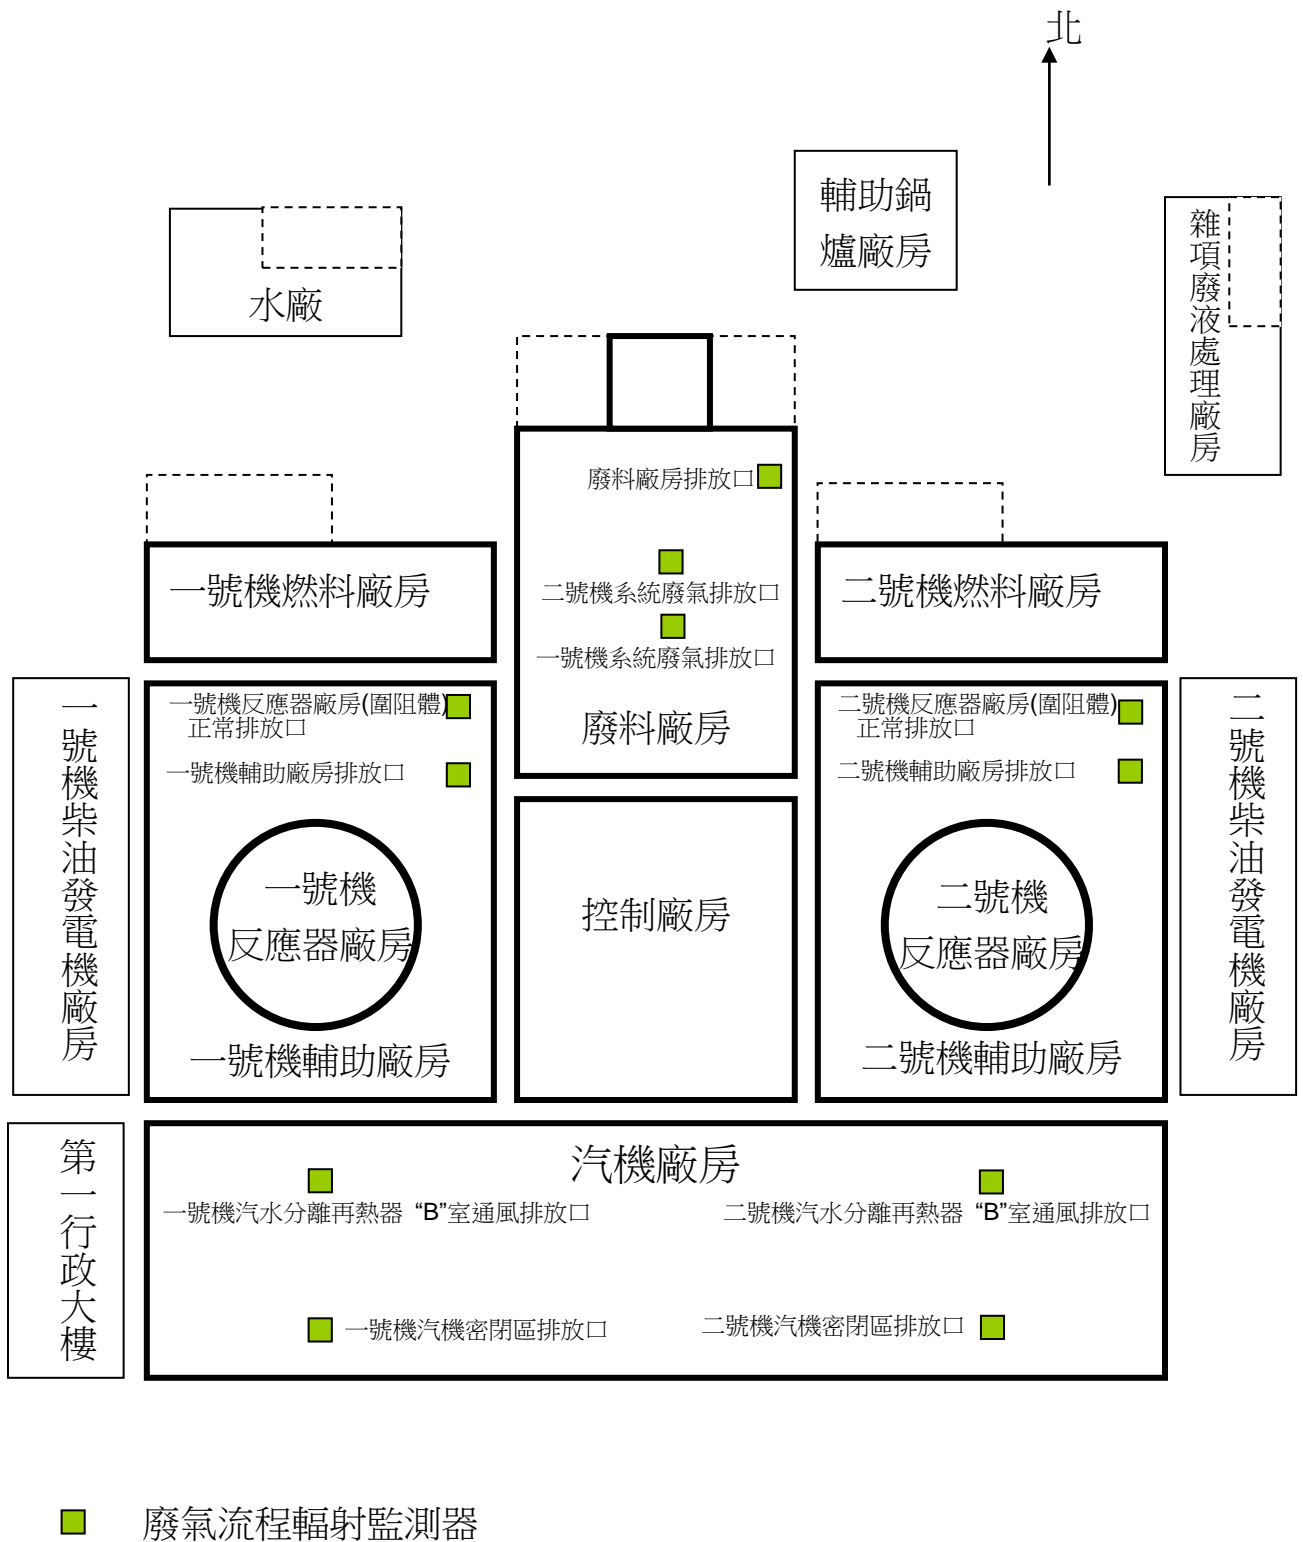 北
輔助鍋
爐廠房
水廠
雜項廢液處理廠房
廢料廠房排放口
二號機系統廢氣排放口
一號機系統廢氣排放口
廢料廠房
一號機燃料廠房
二號機燃料廠房
一號機柴油發電機廠房
一號機反應器廠房(圍阻體)
正常排放口
一號機輔助廠房排放口
一號機
反應器廠房
一號機輔助廠房
控制廠房
二號機反應器廠房(圍阻體)
正常排放口
二號機輔助廠房排放口
二號機
反應器廠房
二號機輔助廠房
二號機柴油發電機廠房
第一行政大樓
汽機廠房
一號機汽水分離再熱器 “B”室通風排放口
二號機汽水分離再熱器 “B”室通風排放口
一號機汽機密閉區排放口
二號機汽機密閉區排放口
廢氣流程輻射監測器